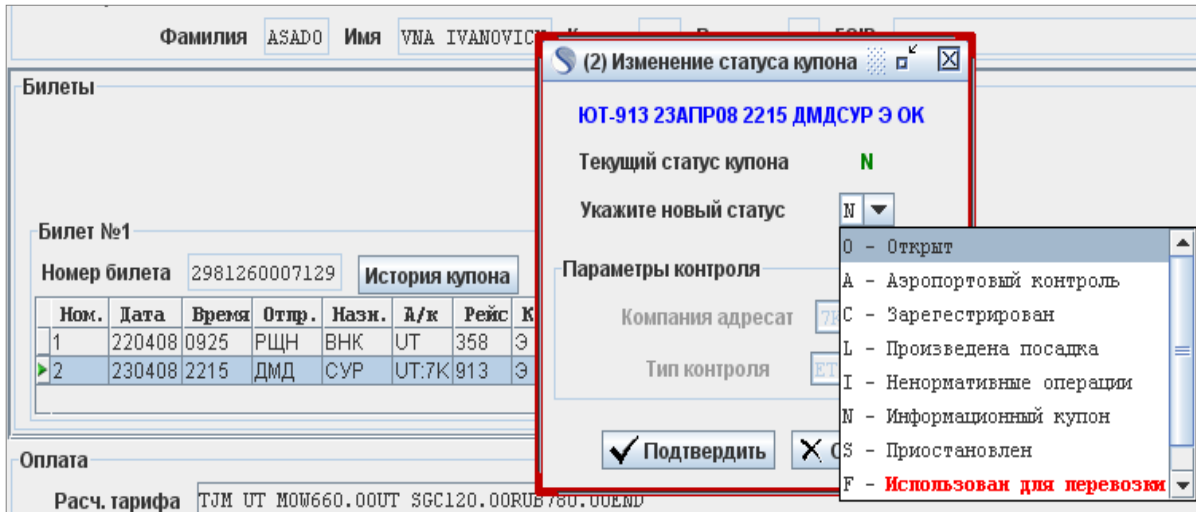 Фамилия ASADO Имя VNA IVANOVICH
(2) Изменение статуса купона
Билеты
ЮТ-913 23АПР08 2215 ДМДСУР Э ОК
Текущий статус купона N
Укажите новый статус N
O - Открыт
A - Аэропортовый контроль
C - Зарегестрирован
L - Произведена посадка
I - Ненормативные операции
N - Информационный купон
S - Приостановлен
F - Использован для перевозки
Параметры контроля
Компания адресат 7К
Тип контроля ET
Подтвердить
Билет №1
Номер билета 2981260007129 История купона
Ном. Дата Время Отпр. Назн. А/к Рейс К
1 220408 0925 РЩН ВНК UT 358 Э
2 230408 2215 ДМД СУР UT:7K 913 Э
Оплата
Расч. тарифа TJM UT MOW660.00UT SGC120.00RUB780.00END